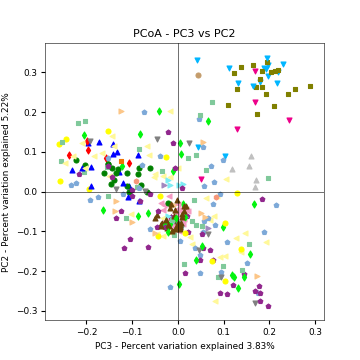 PCoA - PC3 vs PC2
PC2 - Percent variation explained 5.22%
0.3
0.2
0.1
0.0
−0.1
−0.2
−0.3
−0.2 −0.1 0.0 0.1 0.2 0.3
PC3 - Percent variation explained 3.83%